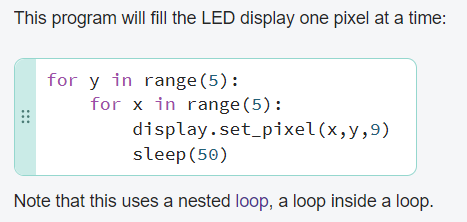 This program will fill the LED display one pixel at a time:
for y in range(5):
    for x in range(5):
        display.set_pixel(x,y,9)
        sleep(50)
Note that this uses a nested loop, a loop inside a loop.